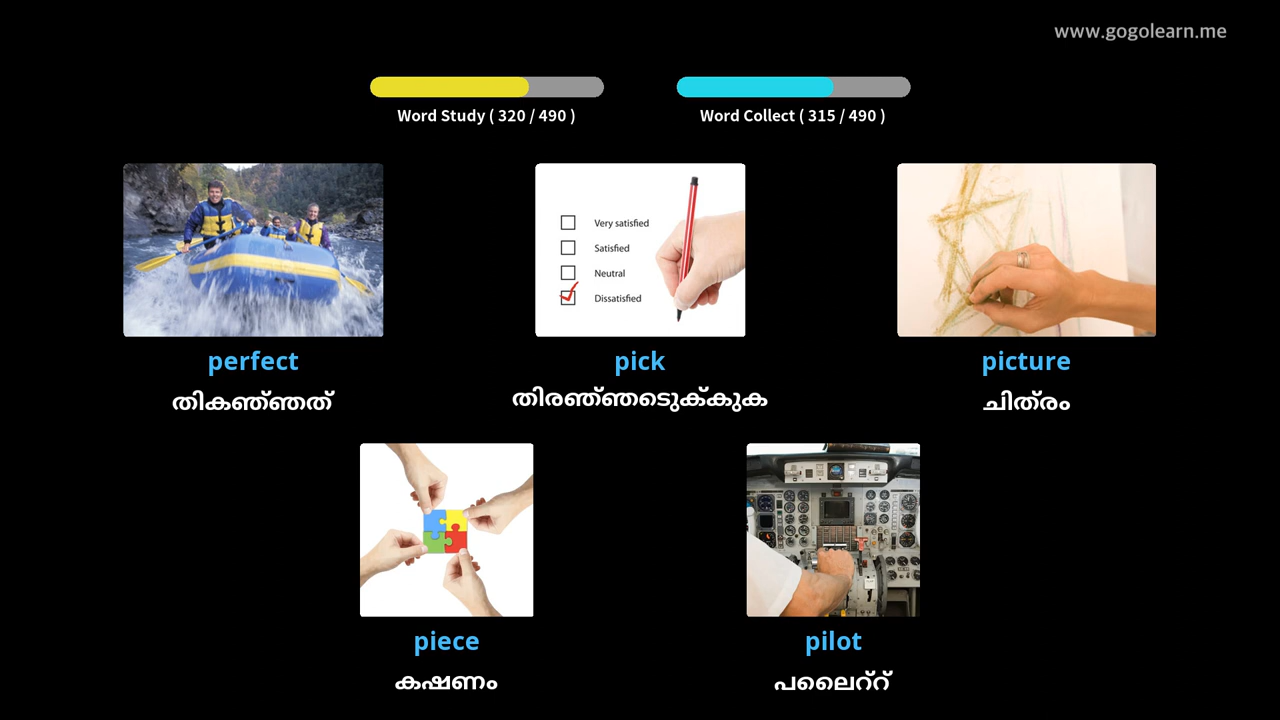 www.gogolearn.me
Word Study ( 320 / 490 )
Word Collect ( 315 / 490 )
Very satisfied
Satisfied
Neutral
Dissatisfied
perfect
തികഞ്ഞത്
pick
തിരഞ്ഞെടുക്കുക
picture
ചിത്രം
piece
കഷണം
pilot
പൈലറ്റ്